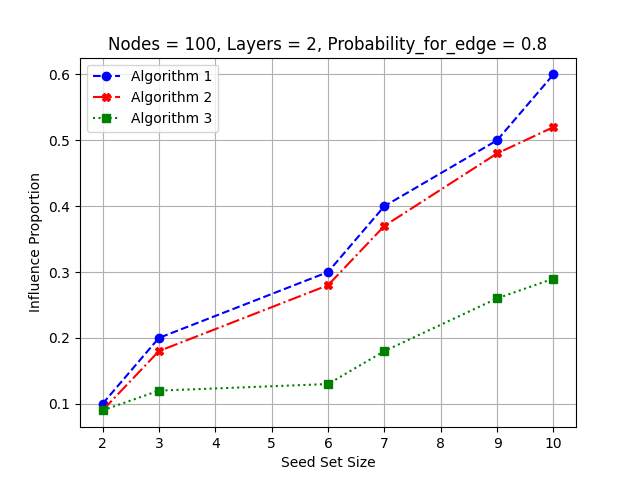 Nodes = 100, Layers = 2, Probability_for_edge = 0.8
Algorithm 1
Algorithm 2
Algorithm 3
Influence Proportion
0.6
0.5
0.4
0.3
0.2
0.1
2 3 4 5 6 7 8 9 10
Seed Set Size